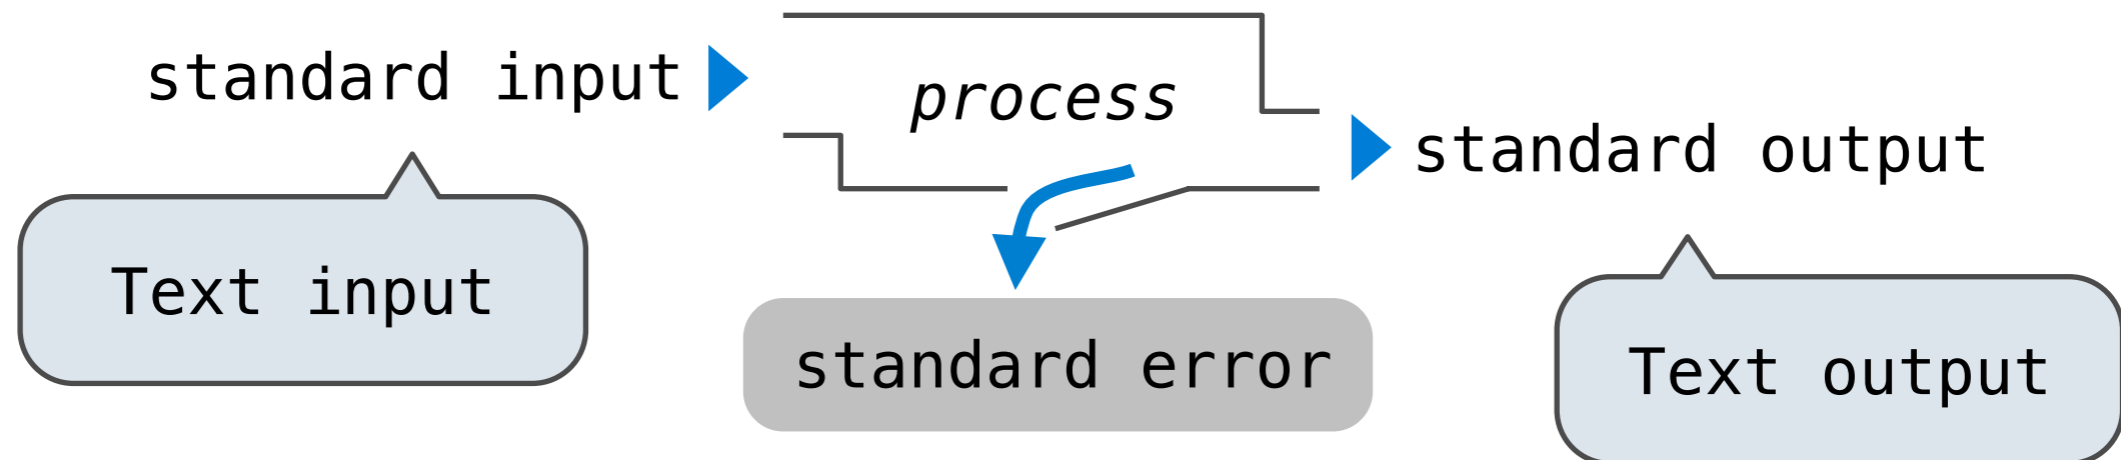 standard input
process
standard output
Text input
standard error
Text output